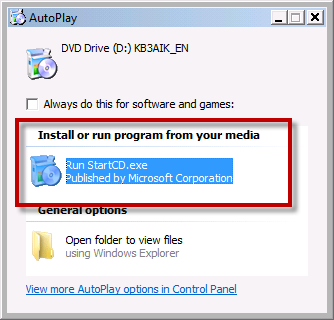 AutoPlay
DVD Drive (D:) KB3AIK_EN
Always do this for software and games:
Install or run program from your media
Run StartCD.exe
Published by Microsoft Corporation
General options
Open folder to view files
using Windows Explorer
View more AutoPlay options in Control Panel